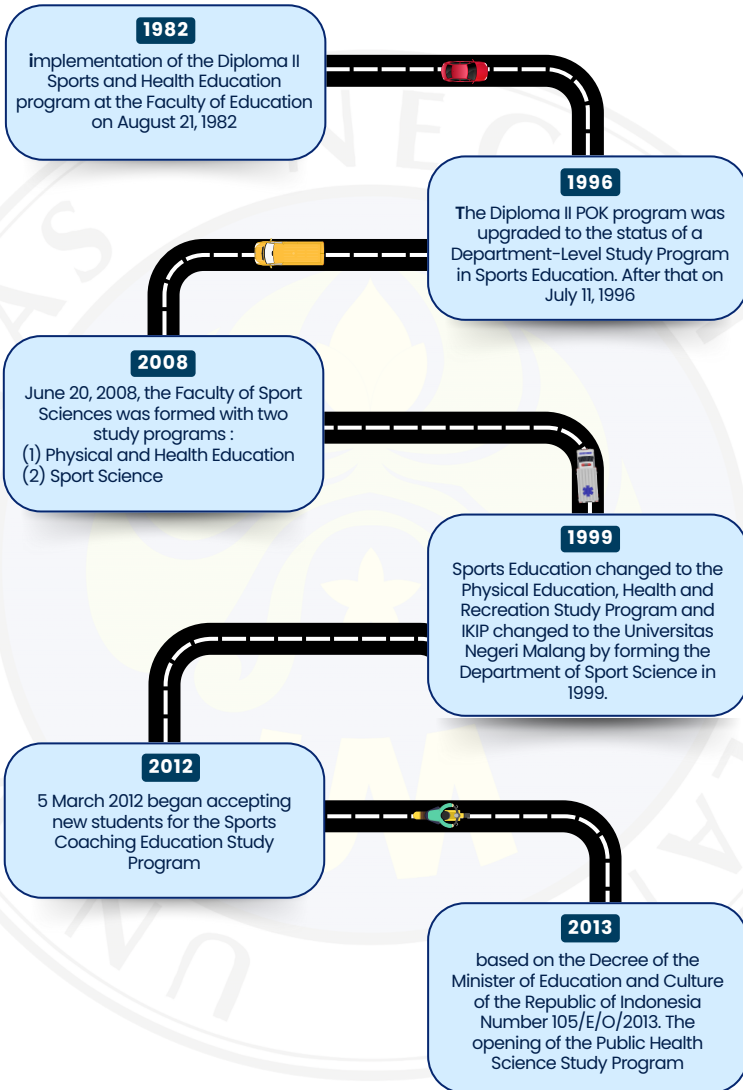 1982
implementation of the Diploma II
Sports and Health Education
program at the Faculty of Education
on August 21, 1982
1996
The Diploma II POK program was
upgraded to the status of a
Department-Level Study Program
in Sports Education. After that on
July 11, 1996
2008
June 20, 2008, the Faculty of Sport
Sciences was formed with two
study programs :
(1) Physical and Health Education
(2) Sport Science
1999
Sports Education changed to the
Physical Education, Health and
Recreation Study Program and
IKIP changed to the Universitas
Negeri Malang by forming the
Department of Sport Science in
1999.
2012
5 March 2012 began accepting
new students for the Sports
Coaching Education Study
Program
2013
based on the Decree of the
Minister of Education and Culture
of the Republic of Indonesia
Number 105/E/O/2013. The
opening of the Public Health
Science Study Program